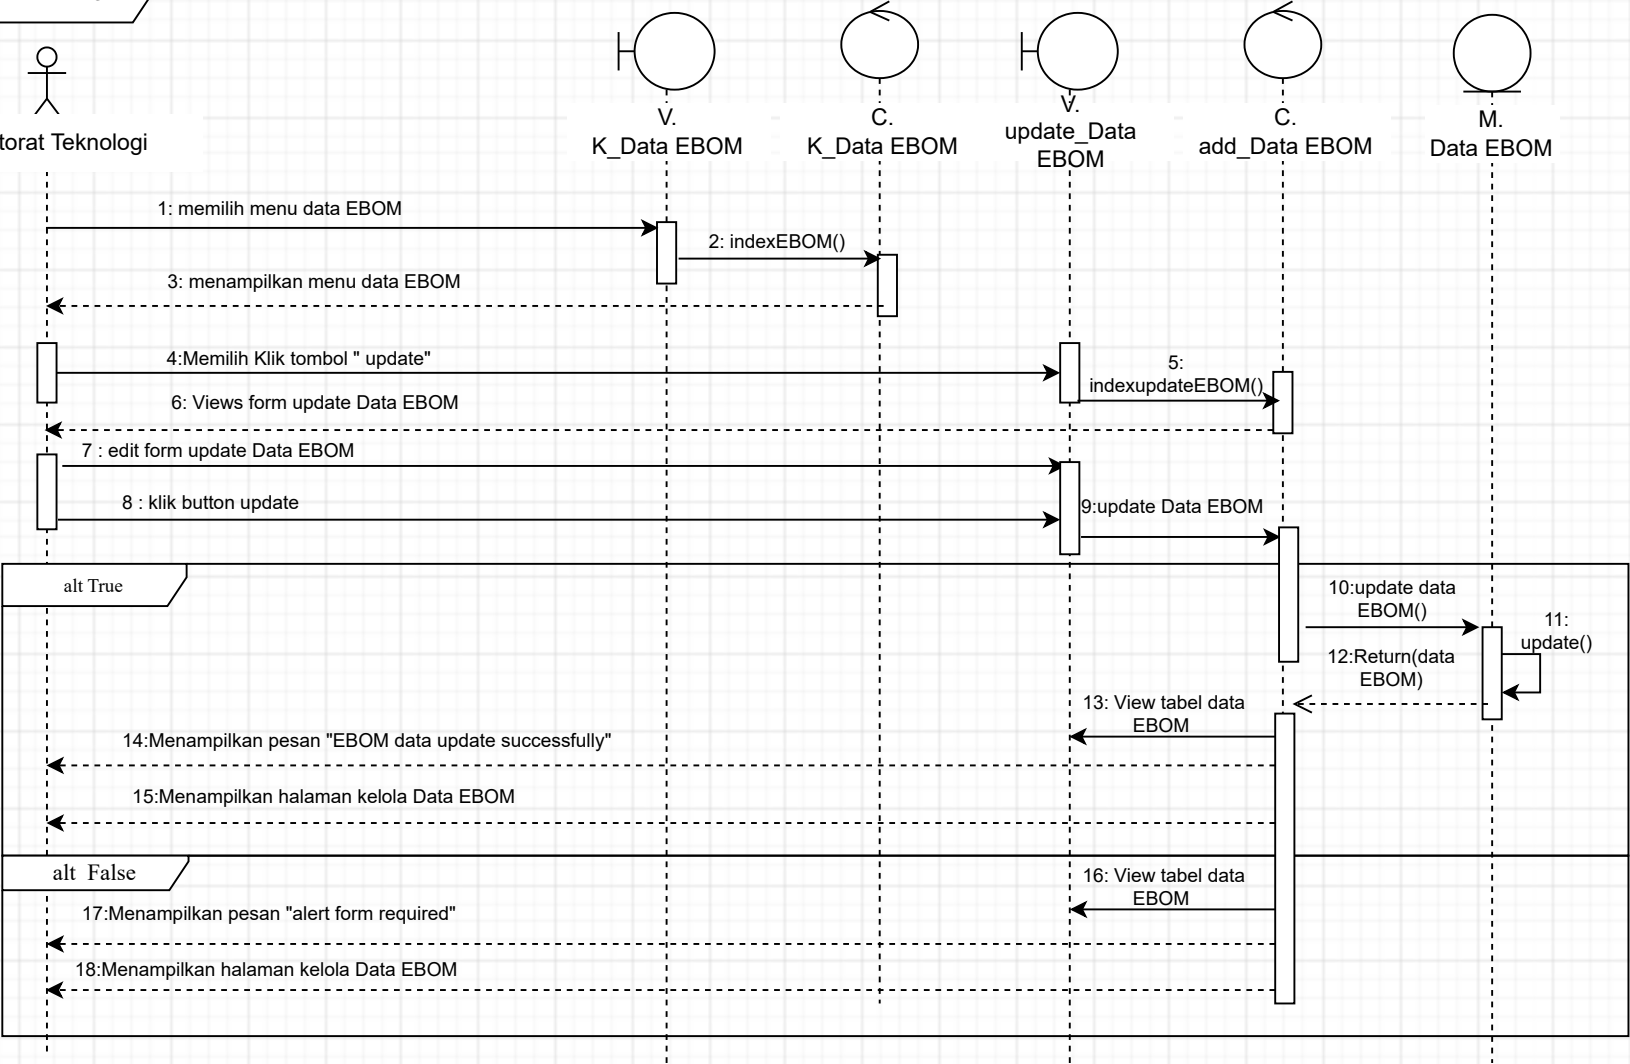 torat Teknologi
V.
K_Data EBOM
C.
K_Data EBOM
V.
update_Data
EBOM
C.
add_Data EBOM
M.
Data EBOM
1: memilih menu data EBOM
2: indexEBOM()
3: menampilkan menu data EBOM
4:Memilih Klik tombol " update"
5:
indexupdateEBOM()
6: Views form update Data EBOM
7 : edit form update Data EBOM
8 : klik button update
9:update Data EBOM
alt True
10:update data
EBOM()
11:
update()
12:Return(data
EBOM)
13: View tabel data
EBOM
14:Menampilkan pesan "EBOM data update successfully"
15:Menampilkan halaman kelola Data EBOM
alt  False
16: View tabel data
EBOM
17:Menampilkan pesan "alert form required"
18:Menampilkan halaman kelola Data EBOM